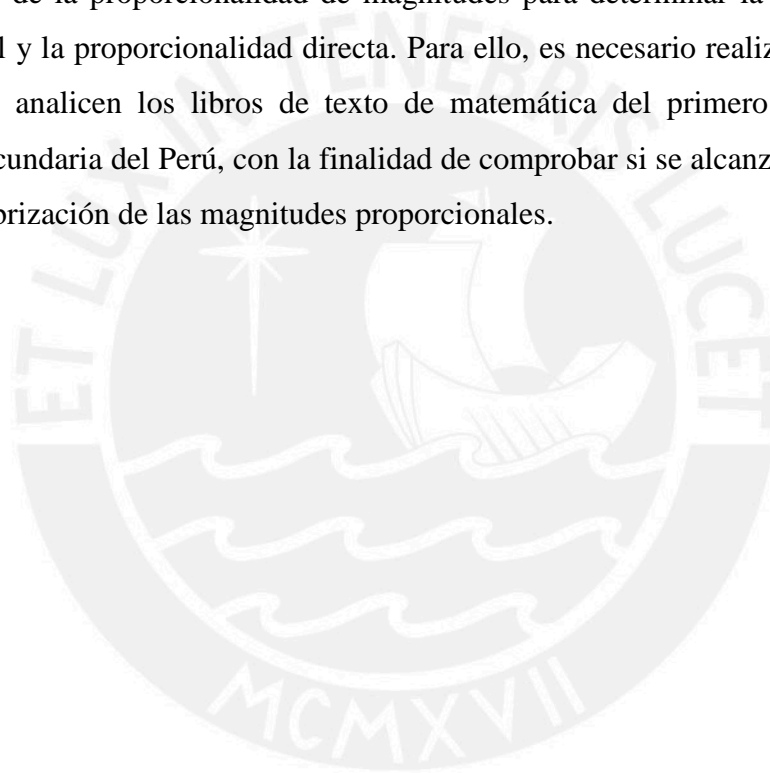 de la proporcionalidad de magnitudes para determinar la
y la proporcionalidad directa. Para ello, es necesario
analicen los libros de texto de matemática del primero
del Perú, con la finalidad de comprobar si se
de las magnitudes proporcionales.
ET LUX IN TENEBRIS LUCET
MCMXVII